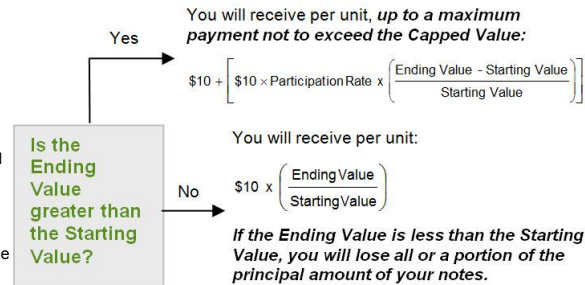 You will receive per unit, up to a maximum
Yes
payment not to exceed the Capped Value:
$10 + [ $10 × Participation Rate x ( Ending Value - Starting Value / Starting Value ) ]
You will receive per unit:
Is the
Ending
Value
greater than
the Starting
Value?
No
$10 x ( Ending Value / Starting Value )
If the Ending Value is less than the Starting
Value, you will lose all or a portion of the
principal amount of your notes.